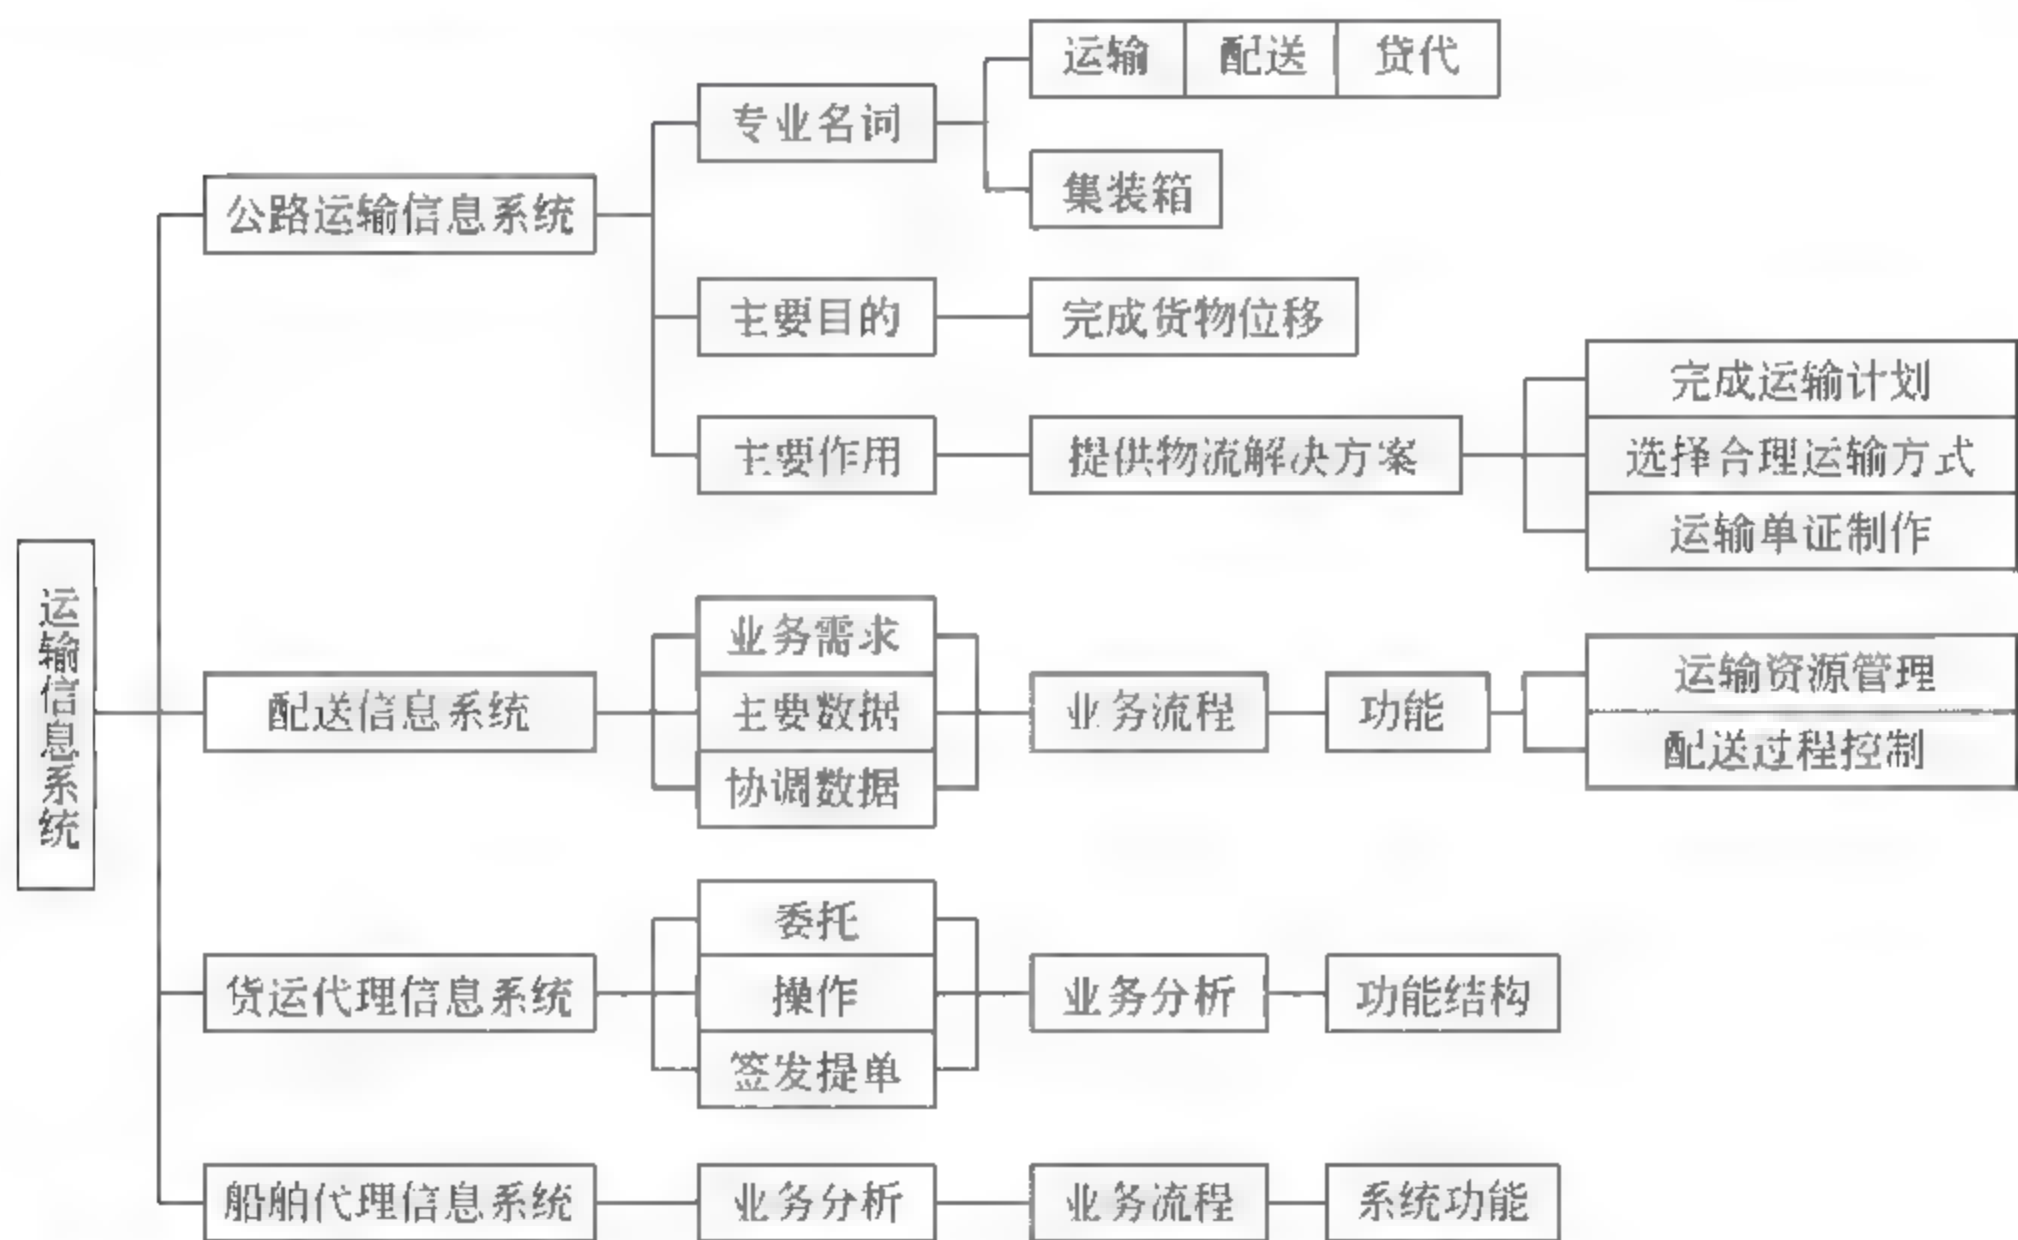 运输 配送 货代
专业名词
集装箱
公路运输信息系统
主要目的 完成货物位移
完成运输计划
主要作用 提供物流解决方案 选择合理运输方式
运输单证制作
运输信息系统
业务需求
运输资源管理
配送信息系统 主要数据 业务流程 功能
配送过程控制
协调数据
委托
货运代理信息系统 操作 业务分析 功能结构
签发提单
船舶代理信息系统 业务分析 业务流程 系统功能